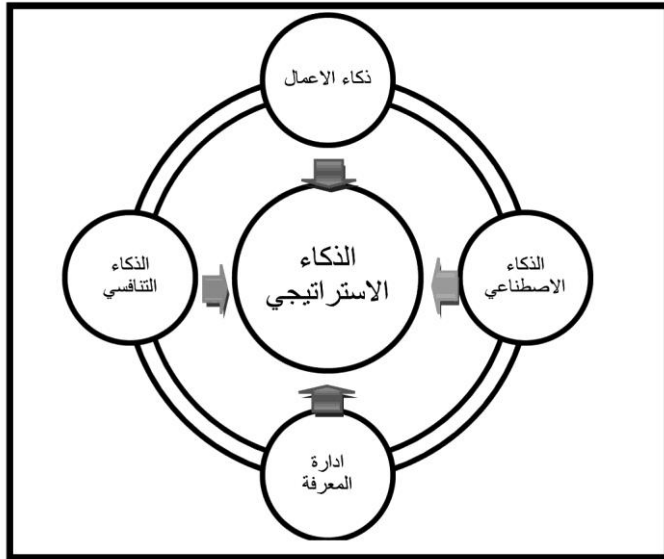 ذكاء الاعمال
الذكاء
الاصطناعي
الذكاء
الاستراتيجي
الذكاء
التنافسي
ادارة
المعرفة